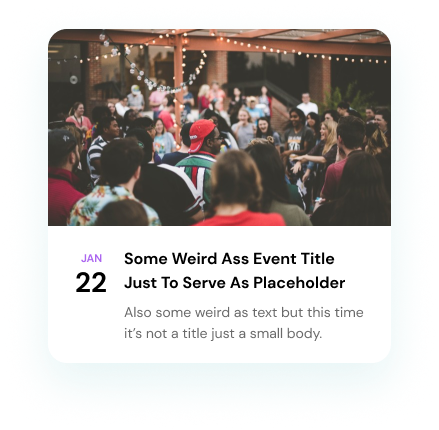 JAN
22
Some Weird Ass Event Title
Just To Serve As Placeholder
Also some weird as text but this time
it’s not a title just a small body.